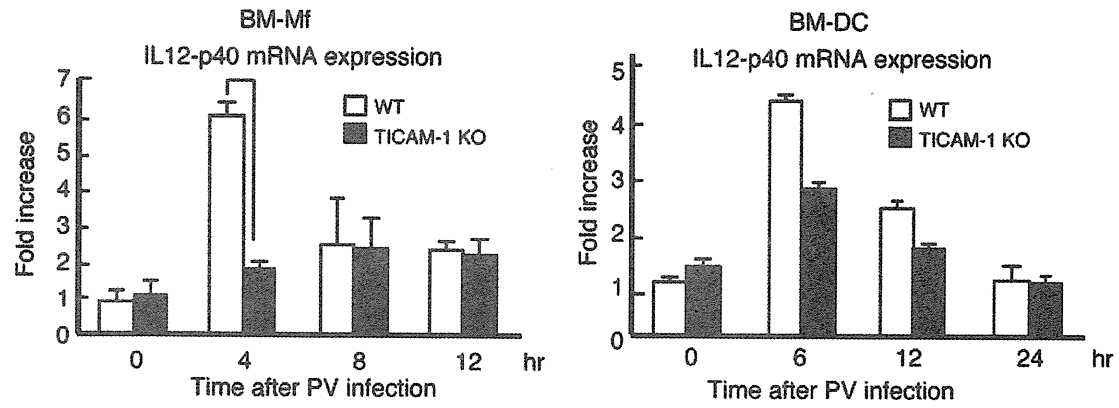 BM-Mf
IL12-p40 mRNA expression
7
6
5
4
3
2
1
0
Fold increase
WT
TICAM-1 KO
0 4 8 12 hr
Time after PV infection
BM-DC
IL12-p40 mRNA expression
5
4
3
2
1
0
Fold increase
WT
TICAM-1 KO
0 6 12 24 hr
Time after PV infection